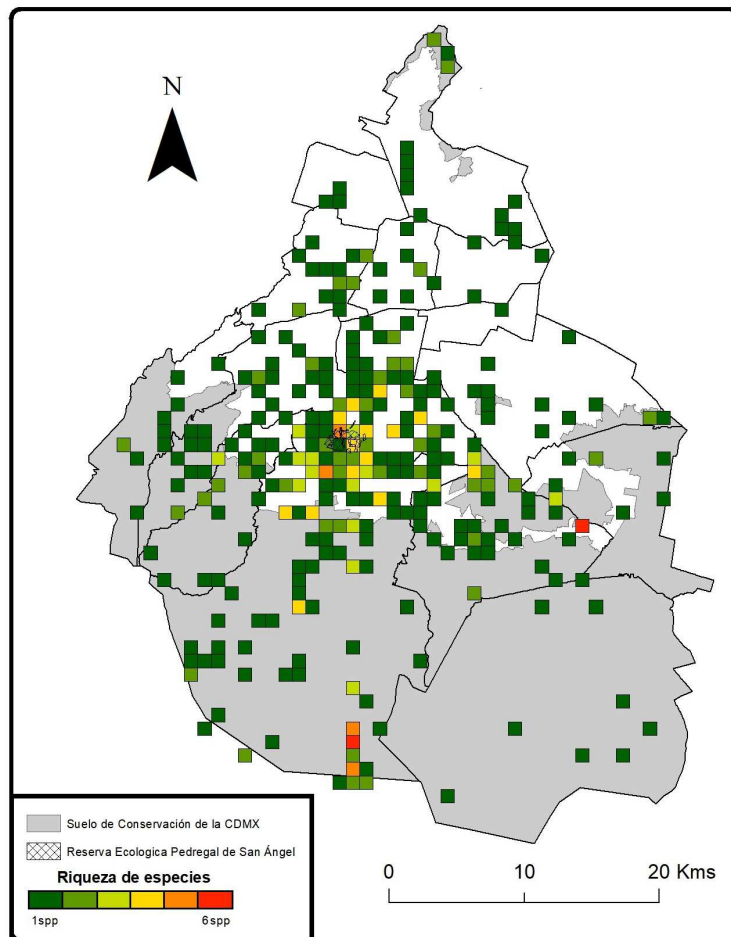 N
Suelo de Conservación de la CDMX
Reserva Ecologica Pedregal de San Ángel
Riqueza de especies
1spp 6spp
0 10 20 Kms